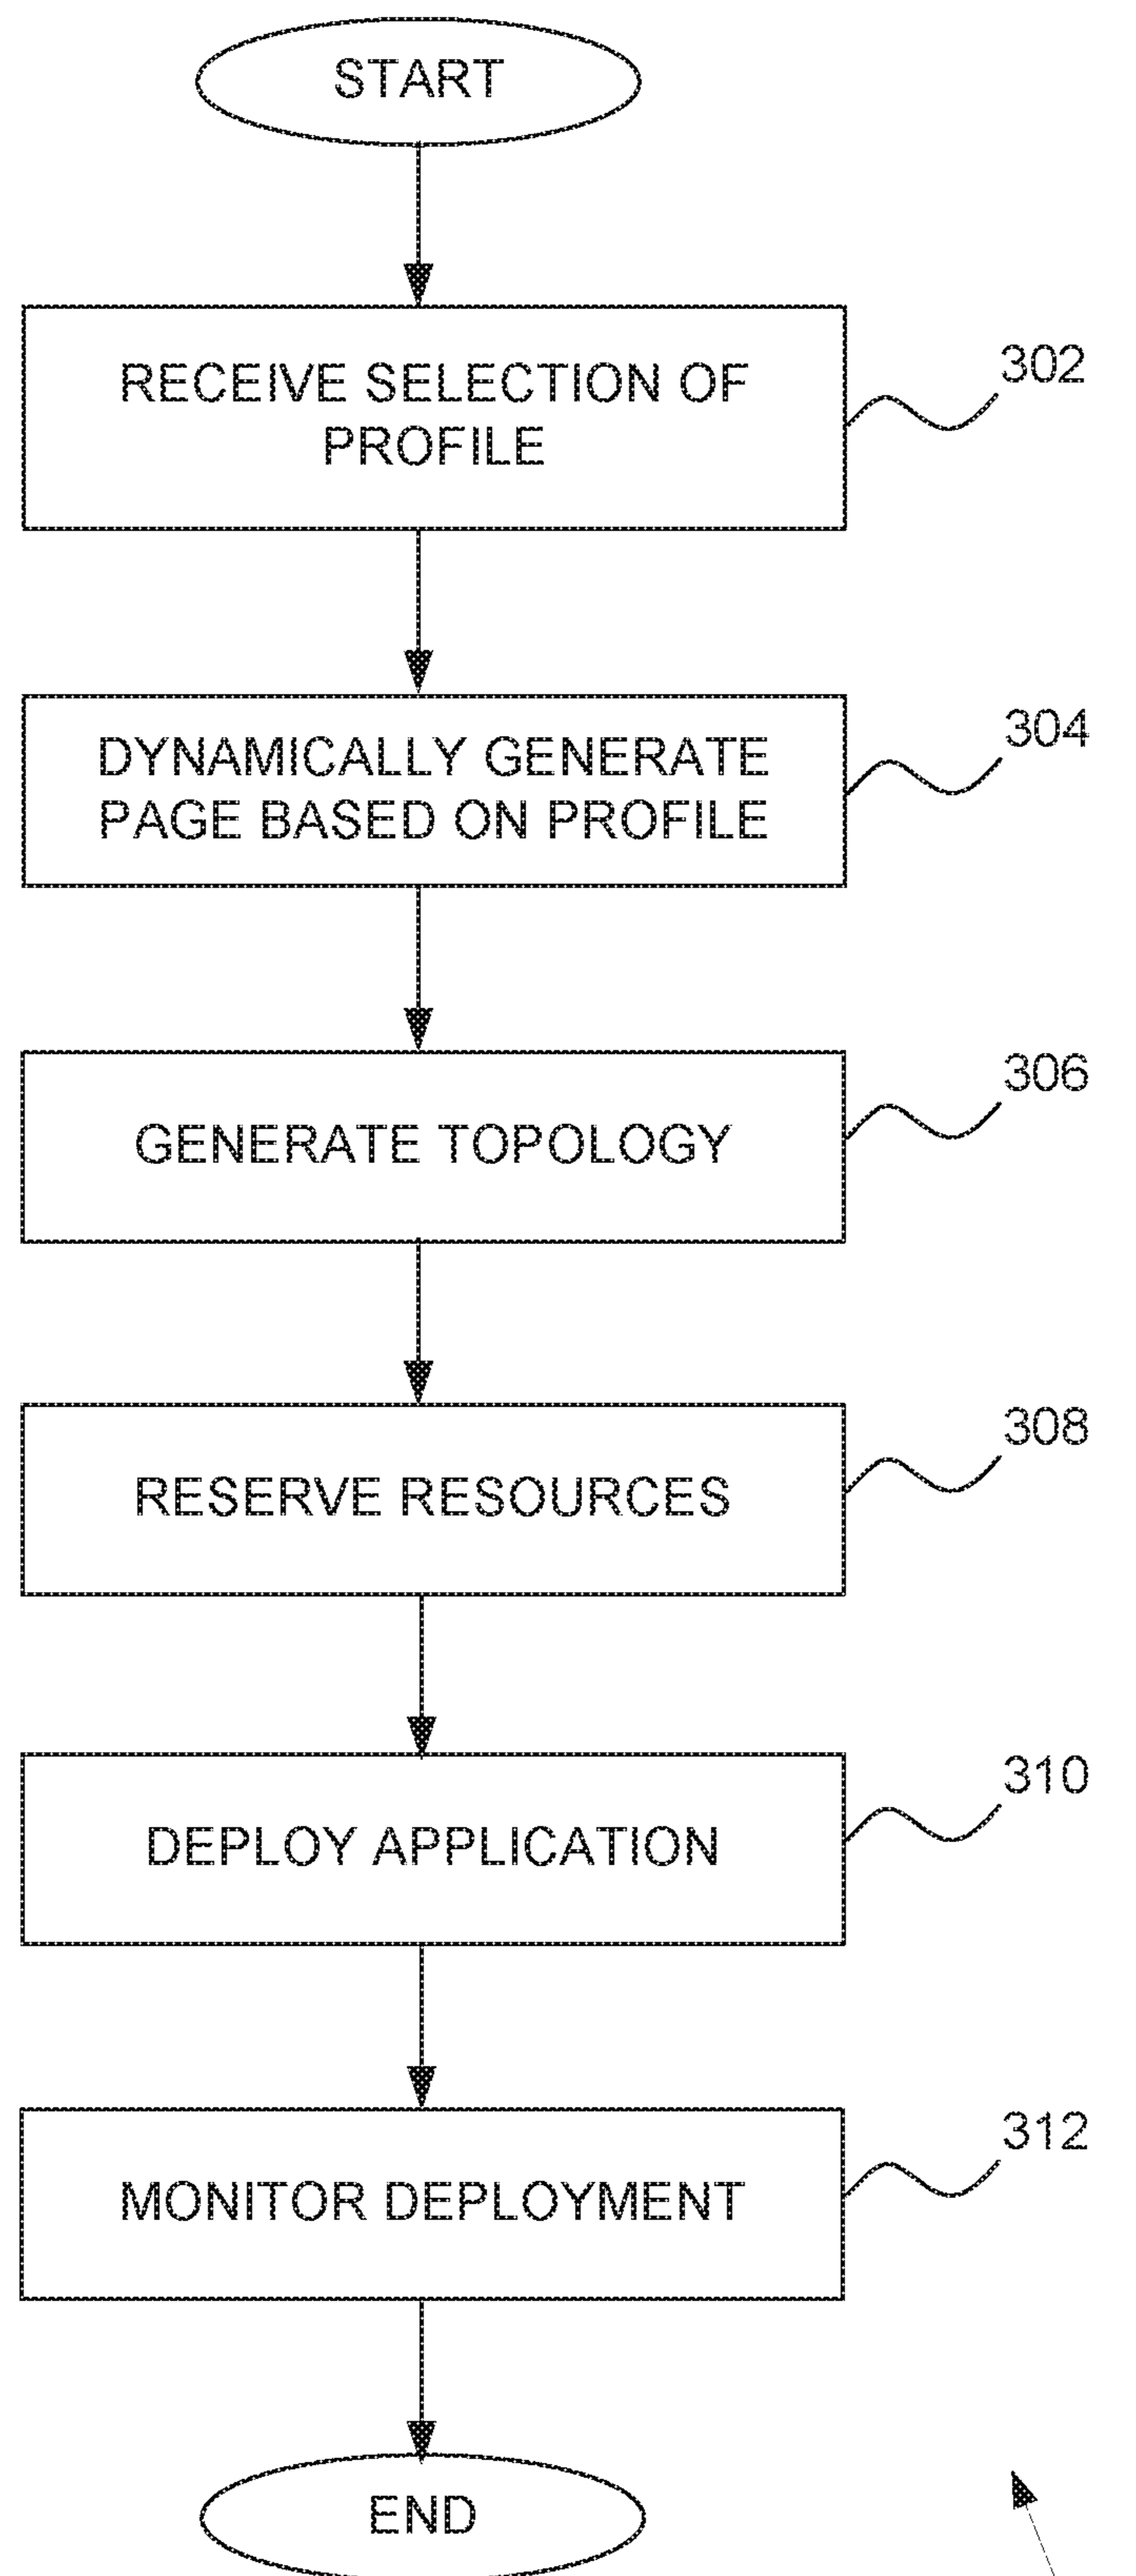 START
RECEIVE SELECTION OF
PROFILE
302
DYNAMICALLY GENERATE
PAGE BASED ON PROFILE
304
GENERATE TOPOLOGY
306
RESERVE RESOURCES
308
DEPLOY APPLICATION
310
MONITOR DEPLOYMENT
312
END